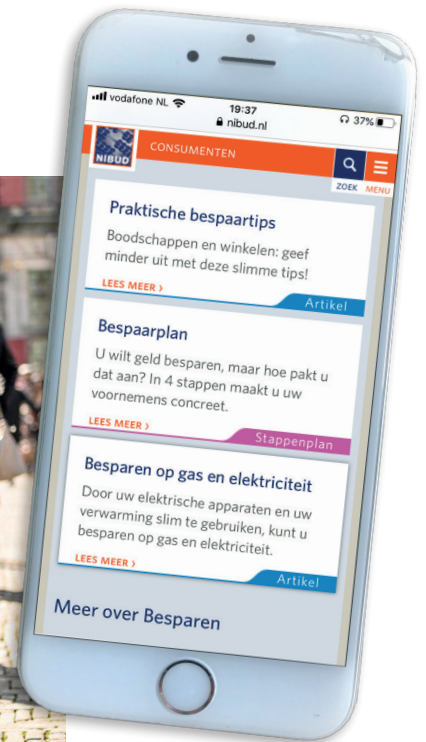 vodafone NL 19:37 37%
nibud.nl
NIBUD CONSUMENTEN
ZOEK MENU
Praktische bespaartips
Boodschappen en winkelen: geef
minder uit met deze slimme tips!
LEES MEER ›
Artikel
Bespaarplan
U wilt geld besparen, maar hoe pakt u
dat aan? In 4 stappen maakt u uw
voornemens concreet.
LEES MEER ›
Stappenplan
Besparen op gas en elektriciteit
Door uw elektrische apparaten en uw
verwarming slim te gebruiken, kunt u
besparen op gas en elektriciteit.
LEES MEER ›
Artikel
Meer over Besparen